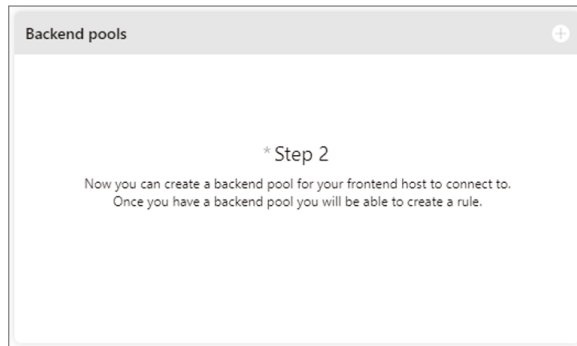 Backend pools
* Step 2
Now you can create a backend pool for your frontend host to connect to.
Once you have a backend pool you will be able to create a rule.